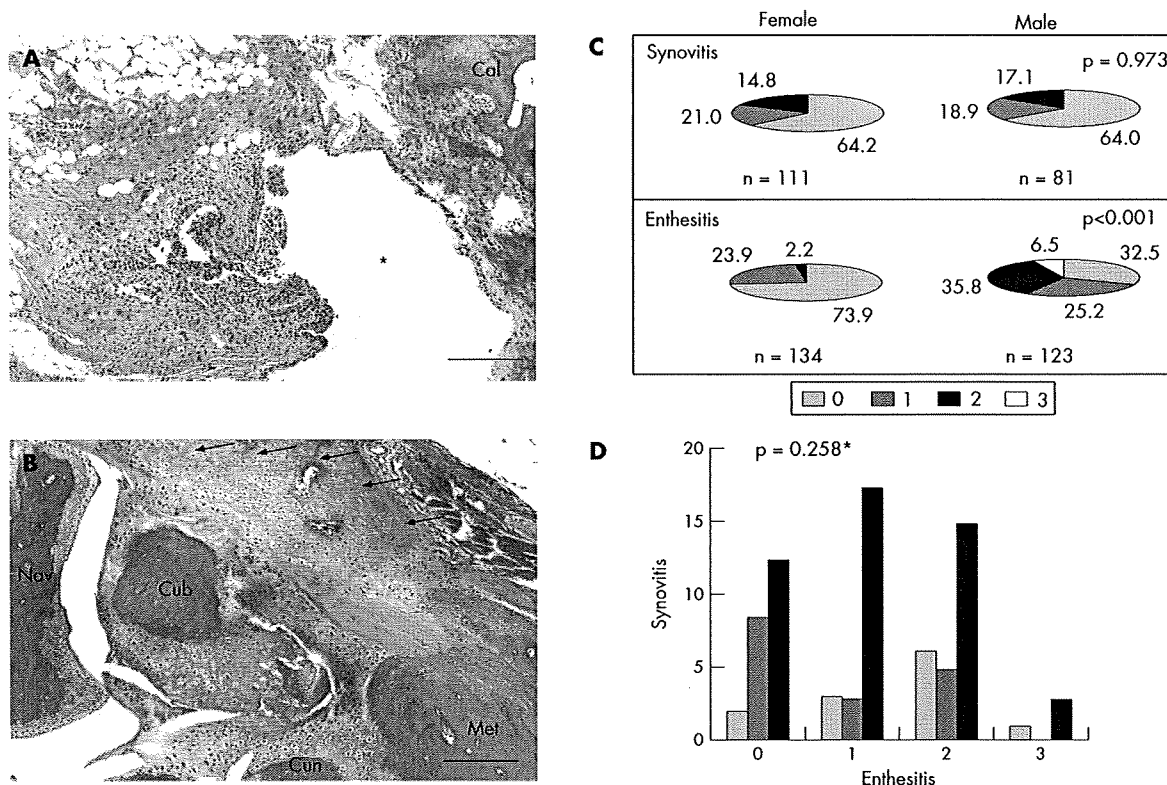 A
Cal
*
B
Nav
Cub
Met
Cun
C
Female
Male
Synovitis
p = 0.973
14.8
21.0
64.2
n = 111
17.1
18.9
64.0
n = 81
Enthesitis
p<0.001
23.9
2.2
73.9
n = 134
6.5
32.5
35.8
25.2
n = 123
0 1 2 3
D
p = 0.258*
20
15
10
5
0
Synovitis
0 1 2 3
Enthesitis